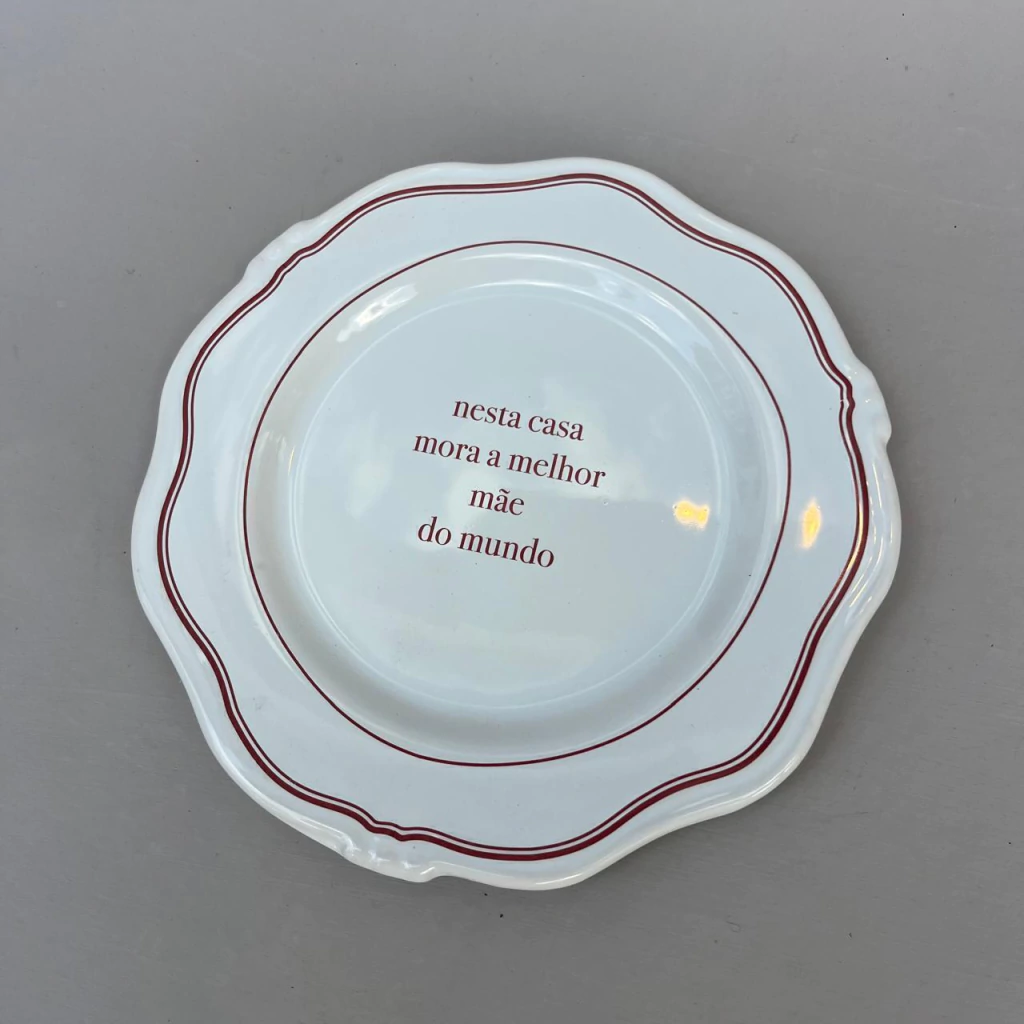 nesta casa
mora a melhor
mãe
do mundo